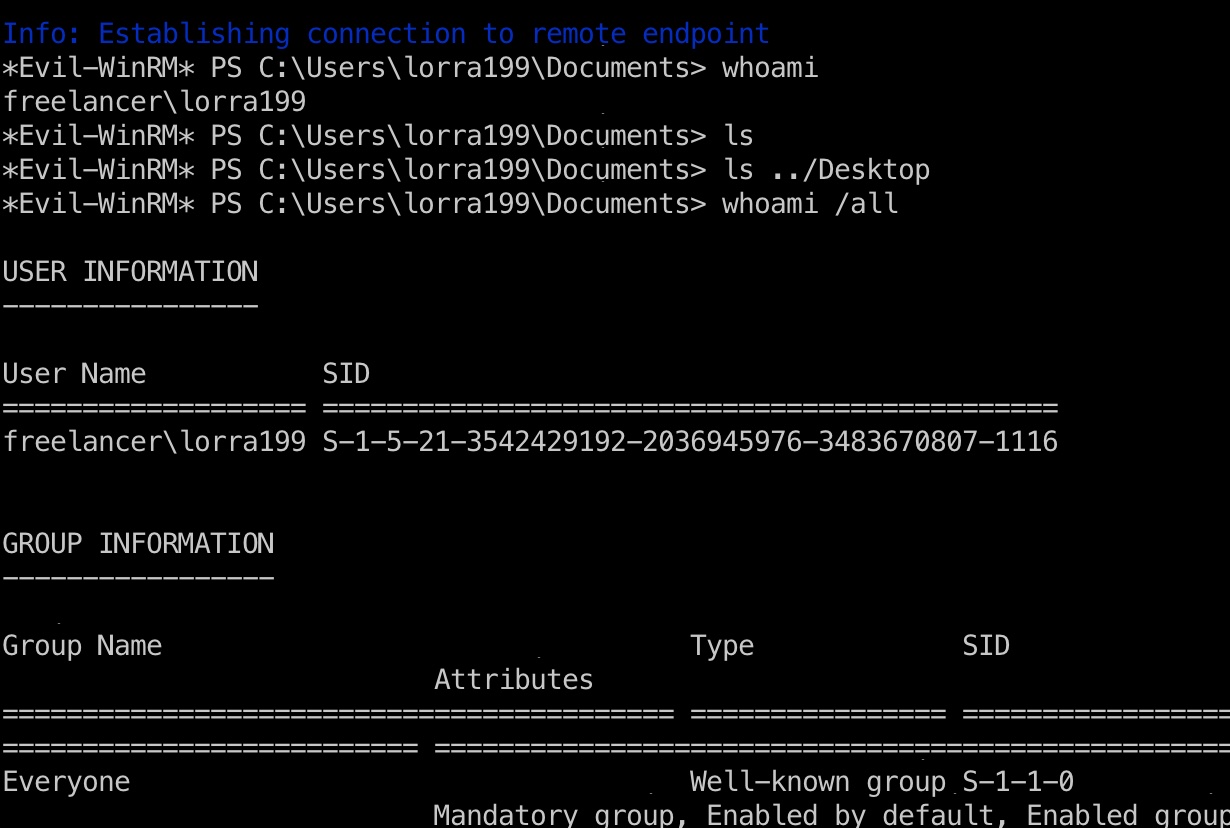 Info: Establishing connection to remote endpoint
*Evil-WinRM* PS C:\Users\lorra199\Documents> whoami
freelancer\lorra199
*Evil-WinRM* PS C:\Users\lorra199\Documents> ls
*Evil-WinRM* PS C:\Users\lorra199\Documents> ls ../Desktop
*Evil-WinRM* PS C:\Users\lorra199\Documents> whoami /all
USER INFORMATION
----------------
User Name           SID
=================== ==============================================
freelancer\lorra199 S-1-5-21-3542429192-2036945976-3483670807-1116
GROUP INFORMATION
-----------------
Group Name                                 Type             SID
                           Attributes
========================================== ================ =================
========================== ==================================================
Everyone                                   Well-known group S-1-1-0
                           Mandatory group, Enabled by default, Enabled group